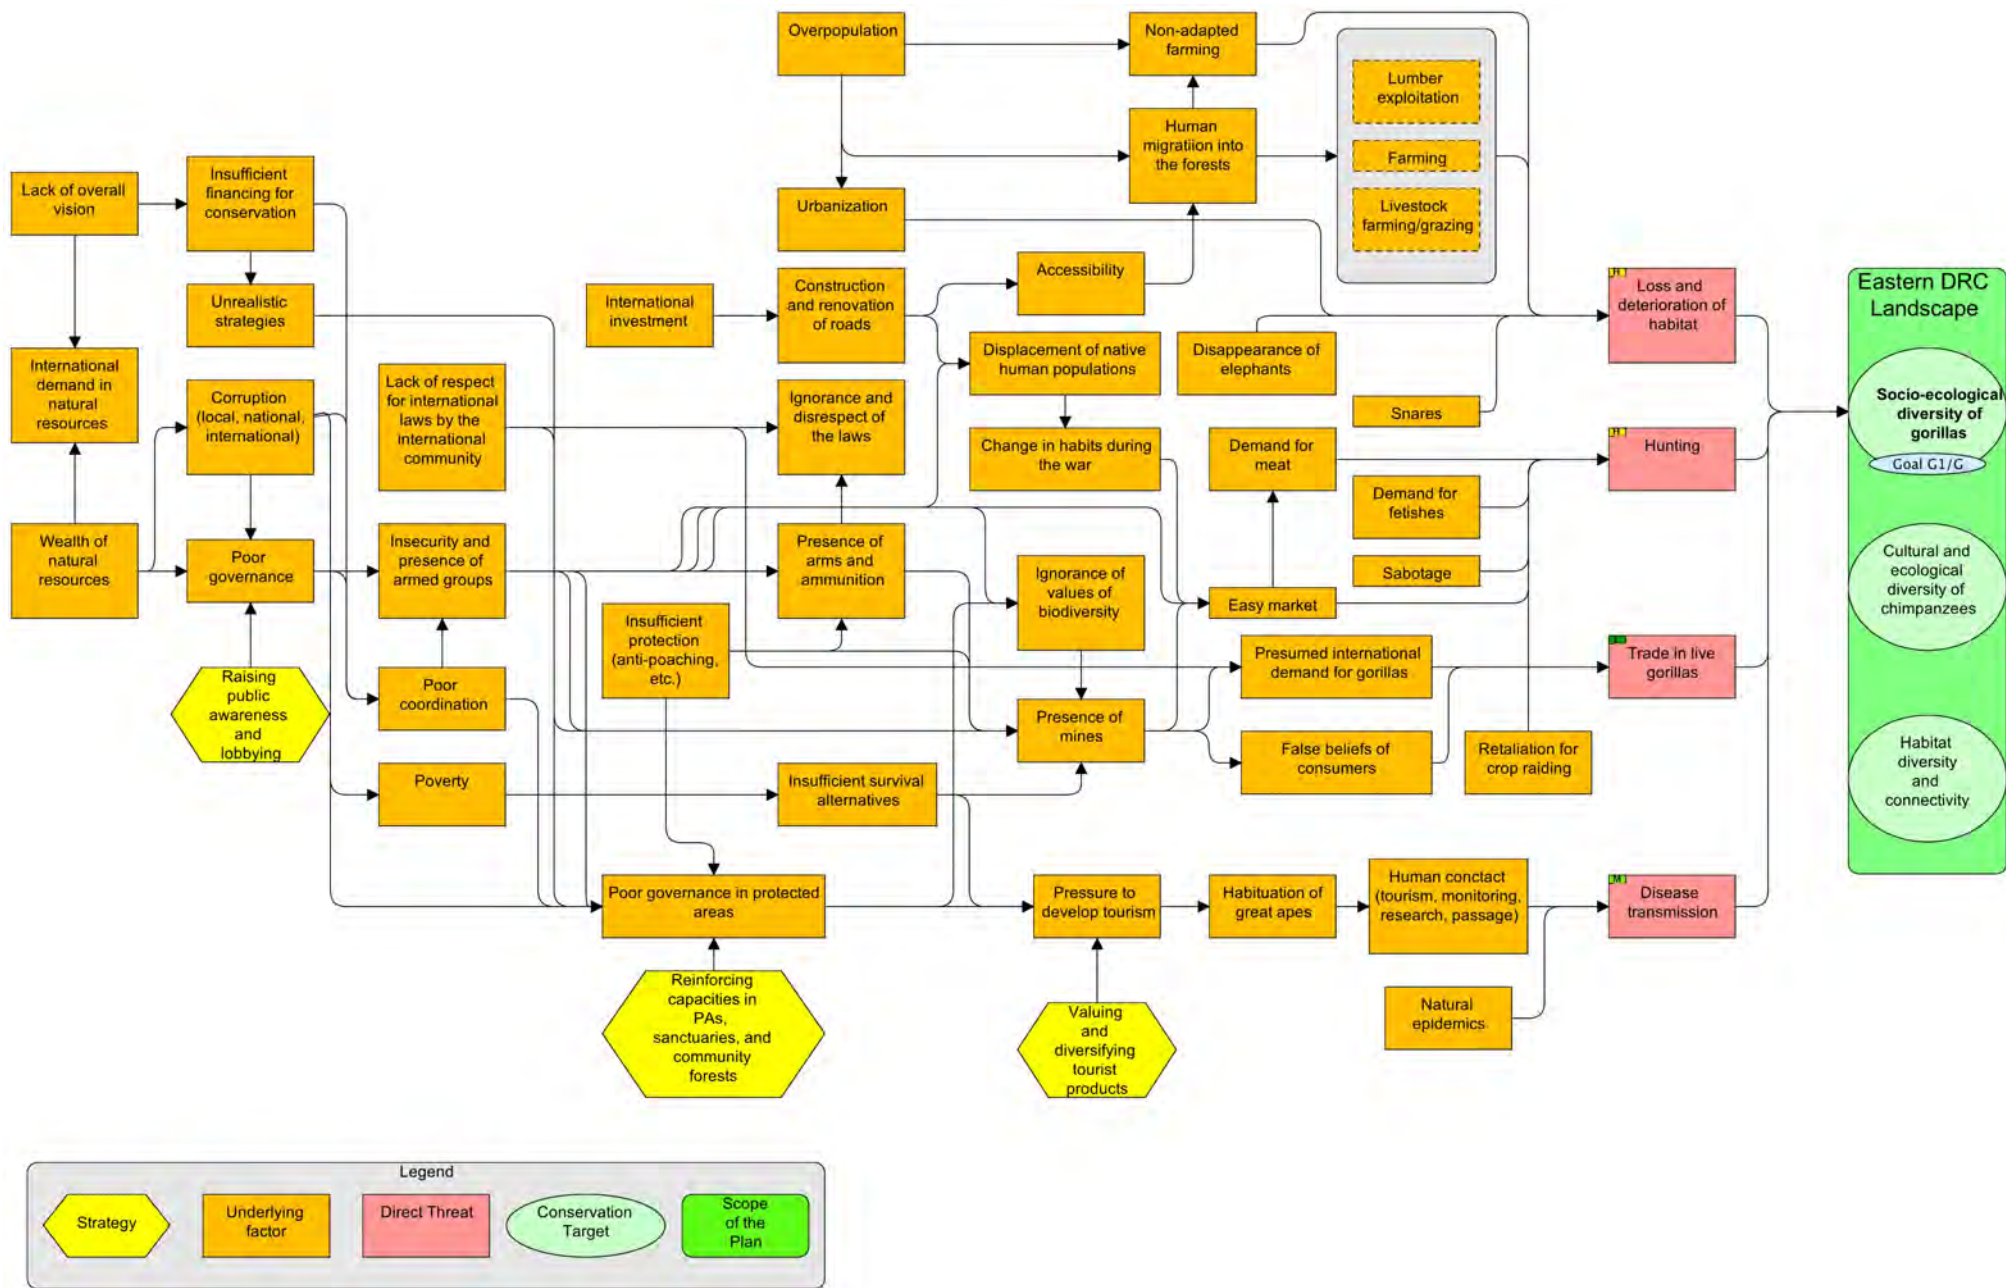 Overpopulation
Non-adapted
farming
Lumber
exploitation
Human
migratiion into
the forests
Farming
Livestock
farming/grazing
Lack of overall
vision
Insufficient
financing for
conservation
Urbanization
Unrealistic
strategies
International
investment
Construction
and renovation
of roads
Accessibility
H
Loss and
deterioration of
habitat
Eastern DRC
Landscape
International
demand in
natural
resources
Corruption
(local, national,
international)
Lack of respect
for international
laws by the
international
community
Ignorance and
disrespect of
the laws
Displacement of native
human populations
Disappearance of
elephants
Snares
Socio-ecological
diversity of
gorillas
Goal G1/G
Change in habits during
the war
Demand for
meat
H
Hunting
Demand for
fetishes
Wealth of
natural
resources
Poor
governance
Insecurity and
presence of
armed groups
Presence of
arms and
ammunition
Ignorance of
values of
biodiversity
Sabotage
Easy market
Cultural and
ecological
diversity of
chimpanzees
Insufficient
protection
(anti-poaching,
etc.)
Presumed international
demand for gorillas
Trade in live
gorillas
Raising
public
awareness
and
lobbying
Poor
coordination
Presence of
mines
False beliefs of
consumers
Retaliation for
crop raiding
Habitat
diversity
and
connectivity
Poverty
Insufficient survival
alternatives
Poor governance in protected
areas
Pressure to
develop tourism
Habituation of
great apes
Human conctact
(tourism, monitoring,
research, passage)
M
Disease
transmission
Reinforcing
capacities in
PAs,
sanctuaries, and
community
forests
Valuing
and
diversifying
tourist
products
Natural
epidemics
Legend
Strategy
Underlying
factor
Direct Threat
Conservation
Target
Scope
of the
Plan